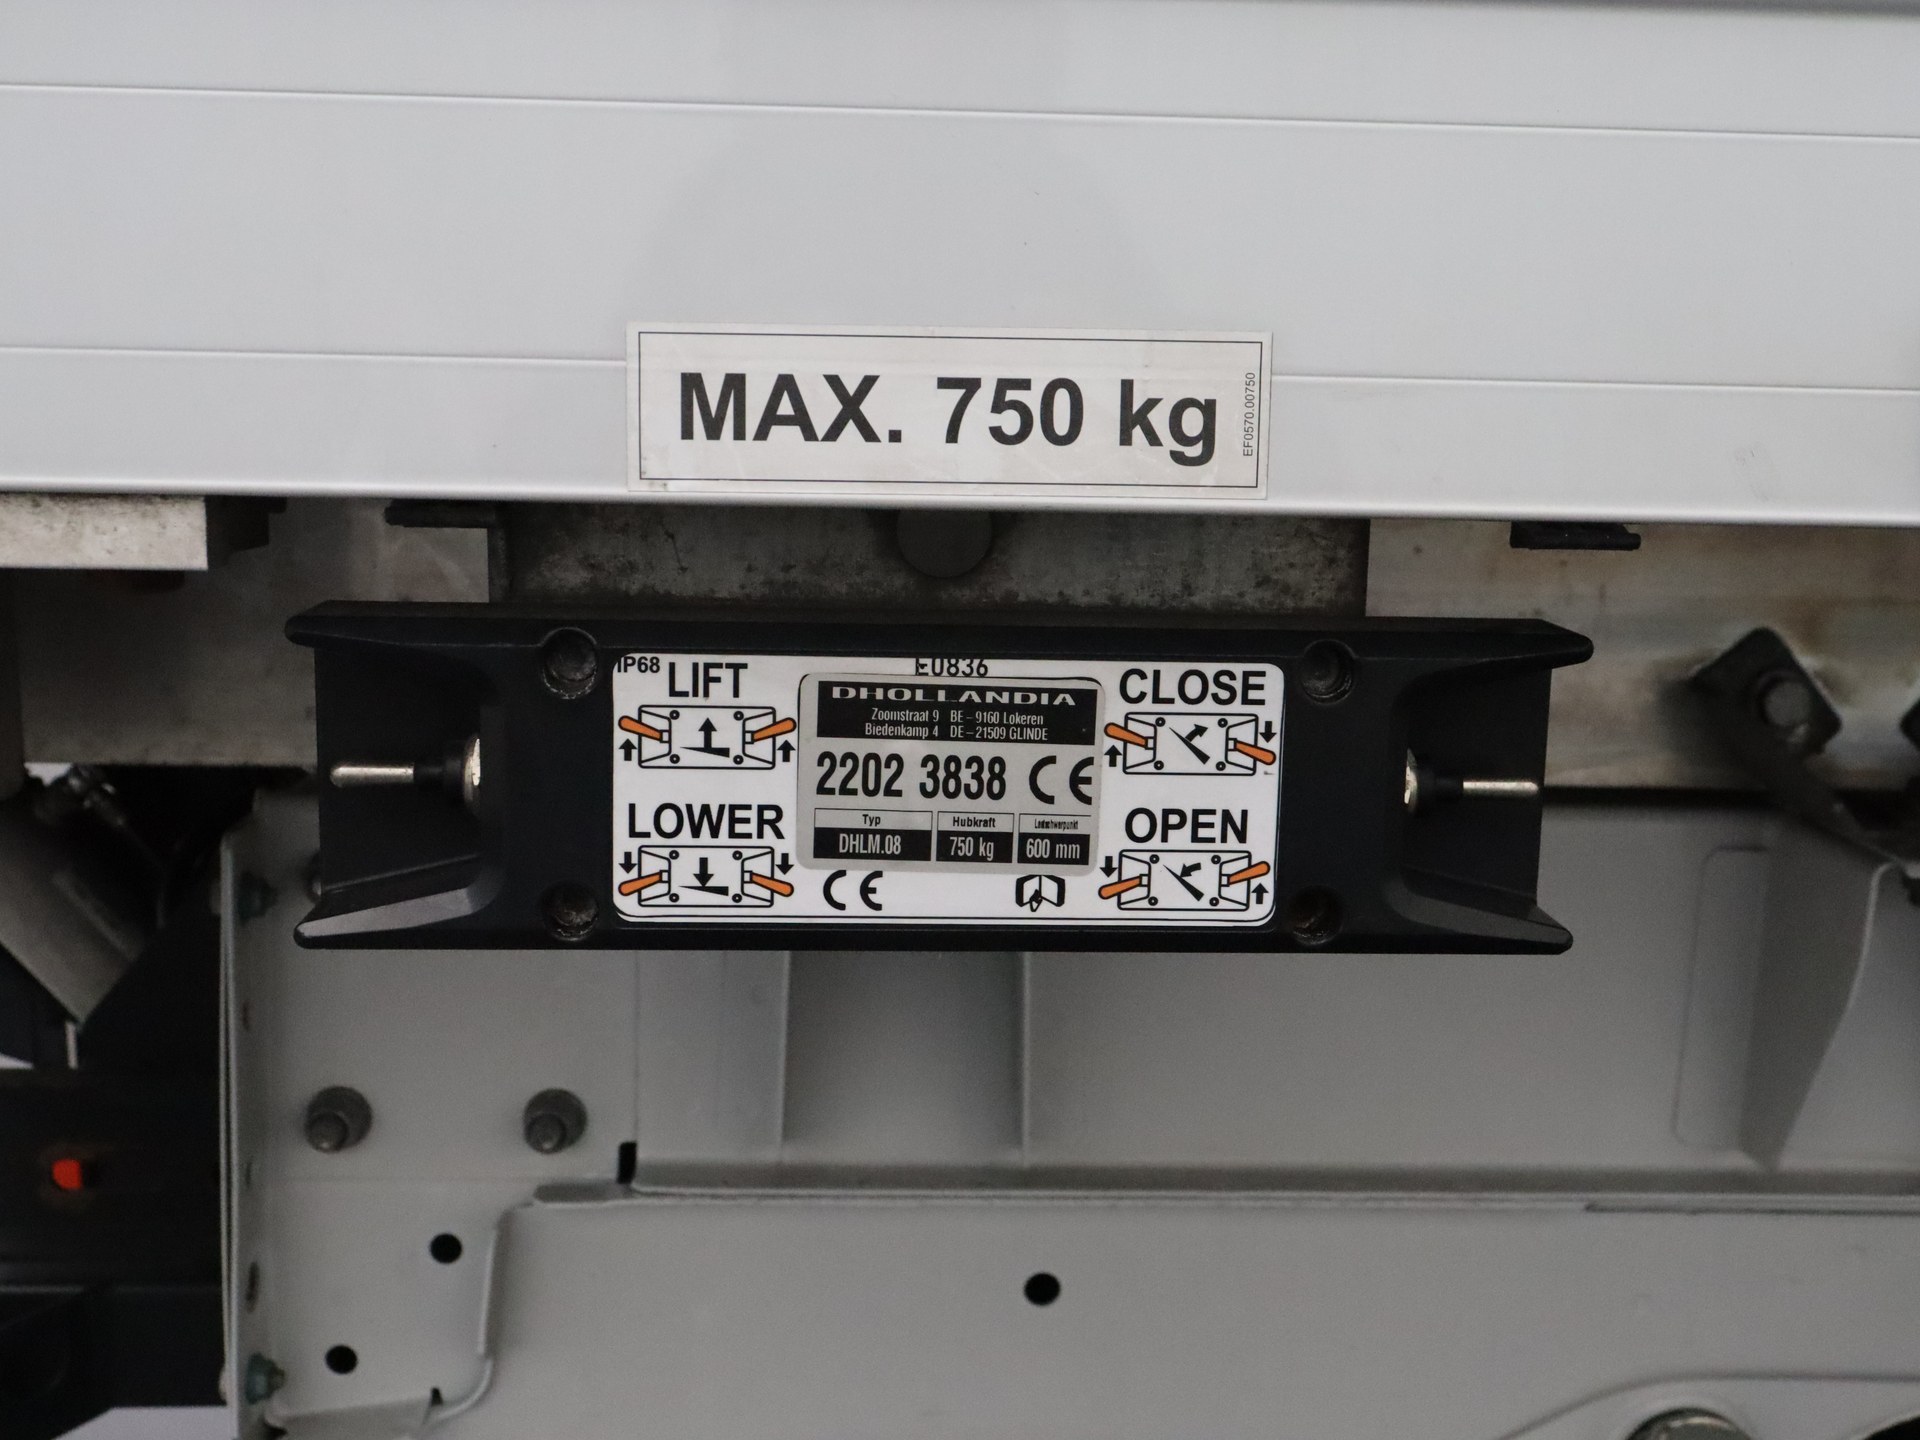 MAX. 750 kg
EF0570.00750
IP68
LIFT
E0836
CLOSE
DHOLLANDIA
Zoomstraat 9 BE - 9160 Lokeren
Biedenkamp 4 DE - 21509 GLINDE
2202 3838 CE
LOWER
OPEN
Typ
Hubkraft
Lastschwerpunkt
DHLM.08
750 kg
600 mm
CE